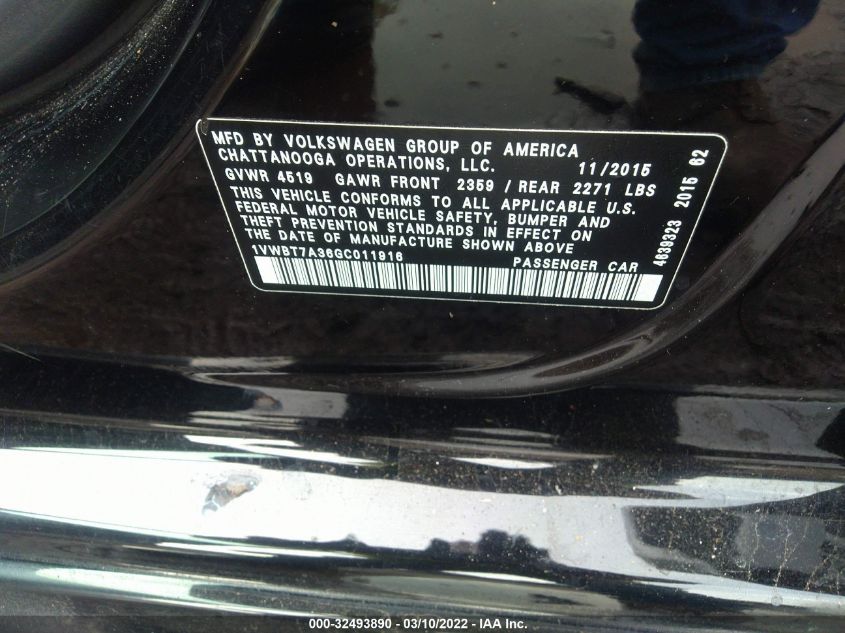 MFD BY VOLKSWAGEN GROUP OF AMERICA
CHATTANOOGA OPERATIONS, LLC. 11/2015
GVWR 4519 GAWR FRONT 2359 / REAR 2271 LBS
THIS VEHICLE CONFORMS TO ALL APPLICABLE U.S.
FEDERAL MOTOR VEHICLE SAFETY, BUMPER AND
THEFT PREVENTION STANDARDS IN EFFECT ON
THE DATE OF MANUFACTURE SHOWN ABOVE
1VWBT7A36GC011916 PASSENGER CAR
4639323 2015 62
000-32493890 - 03/10/2022 - IAA Inc.